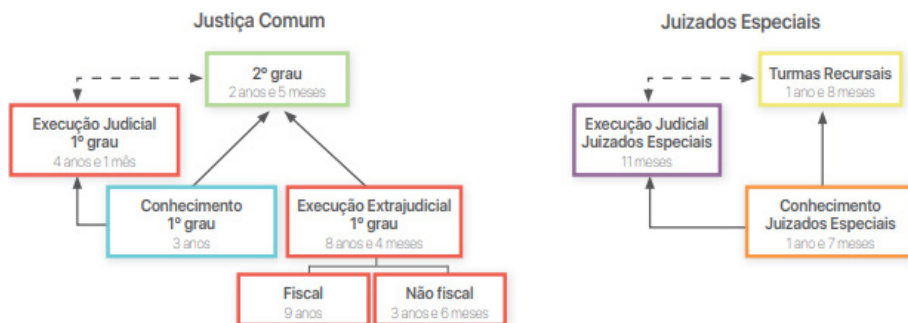 Justiça Comum
2º grau
2 anos e 5 meses
Execução Judicial
1º grau
4 anos e 1 mês
Conhecimento
1º grau
3 anos
Execução Extrajudicial
1º grau
8 anos e 4 meses
Fiscal
9 anos
Não fiscal
3 anos e 6 meses
Juizados Especiais
Turmas Recursais
1 ano e 8 meses
Execução Judicial
Juizados Especiais
11 meses
Conhecimento
Juizados Especiais
1 ano e 7 meses